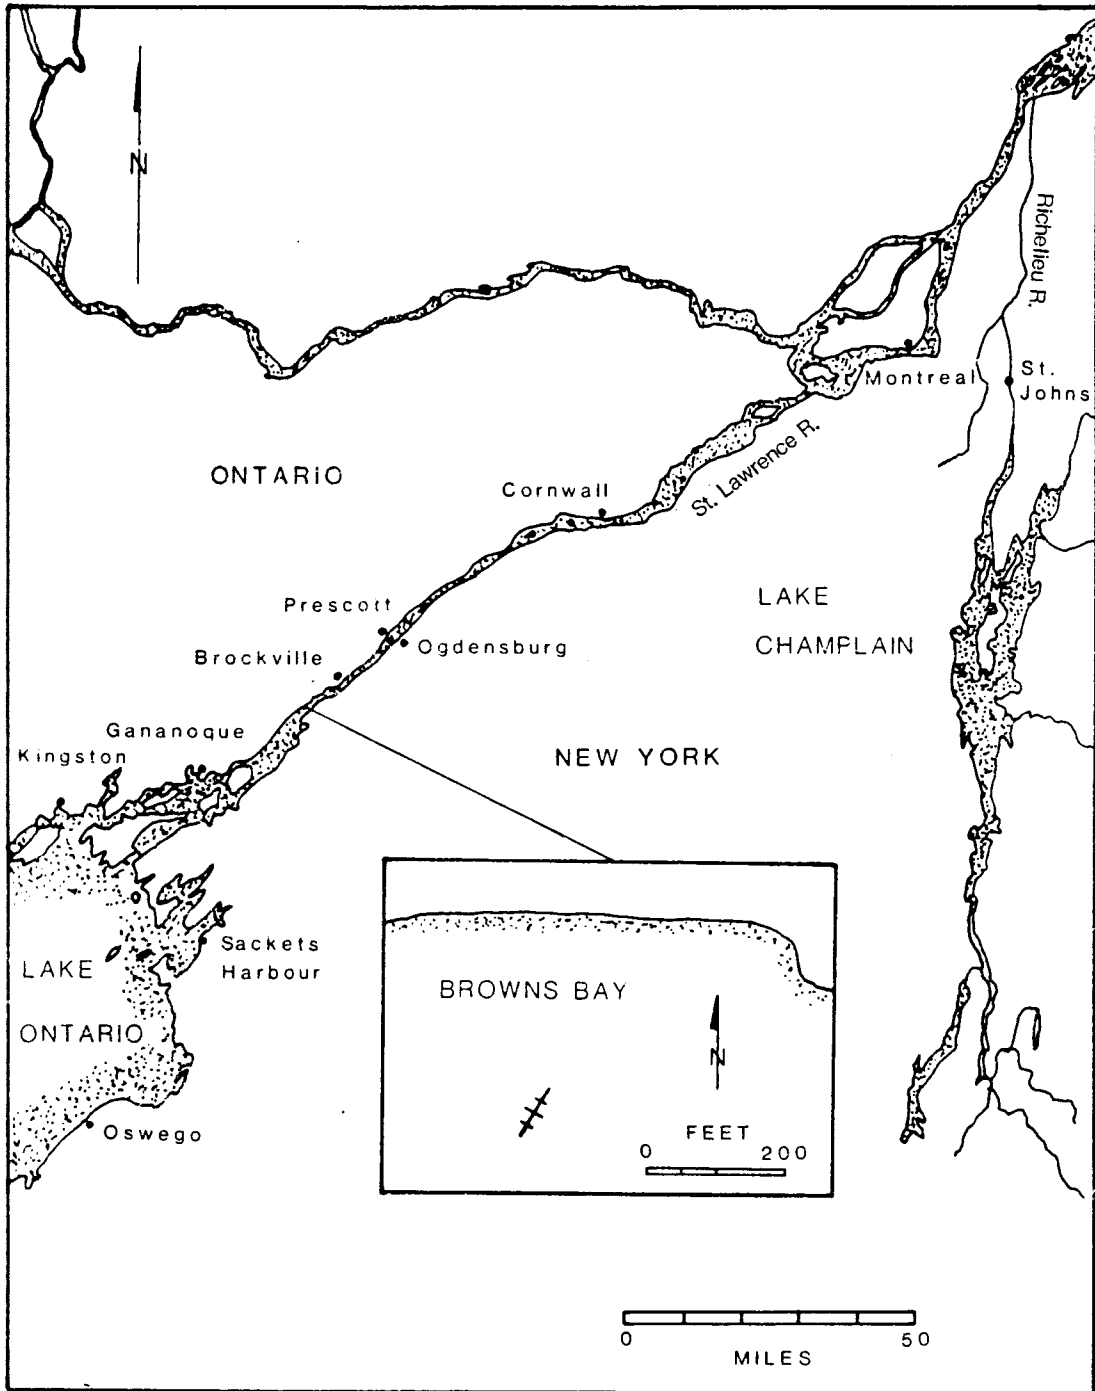 N
Richelieu R.
Montreal
St.
Johns
ONTARIO
St. Lawrence R.
Cornwall
LAKE
CHAMPLAIN
Prescott
Ogdensburg
Brockville
Gananoque
Kingston
NEW YORK
Sackets
Harbour
LAKE
ONTARIO
Oswego
BROWNS BAY
N
FEET
0 200
0 50
MILES